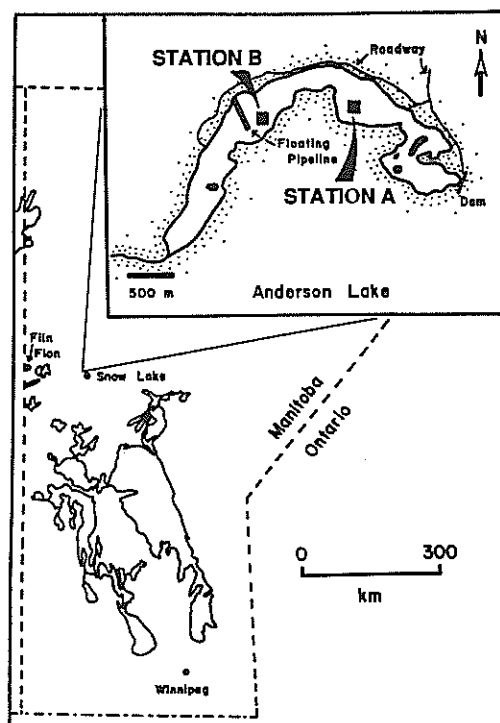 Roadway
N
STATION B
Floating
Pipeline
STATION A
Dam
500 m
Anderson Lake
Flin
Flon
Snow Lake
Manitoba
Ontario
0 300
km
Winnipeg